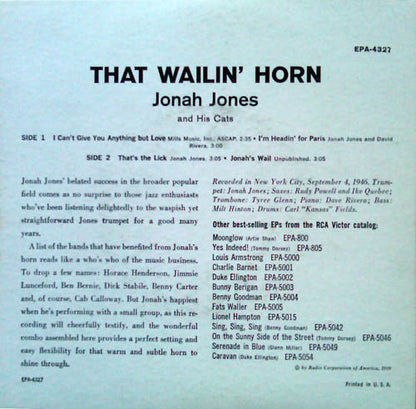 EPA-4327
THAT WAILIN' HORN
Jonah Jones
and His Cats
SIDE 1 I Can't Give You Anything but Love Mills Music, Inc., ASCAP. 2:35 • I'm Headin' for Paris Jonah Jones and David
Rivera. 3:00
SIDE 2 That's the Lick Jonah Jones. 3:05 • Jonah's Wail Unpublished. 3:05
Jonah Jones' belated success in the broader popular
field comes as no surprise to those jazz enthusiasts
who've been listening delightedly to the waspish yet
straightforward Jones trumpet for a good many
years.
A list of the bands that have benefited from Jonah's
horn reads like a who's who of the music business.
To drop a few names: Horace Henderson, Jimmie
Lunceford, Ben Bernie, Dick Stabile, Benny Carter
and, of course, Cab Calloway. But Jonah's happiest
when he's performing with a small group, as this re-
cording will cheerfully testify, and the wonderful
combo assembled here provides a perfect setting and
easy flexibility for that warm and subtle horn to
shine through.
EPA-4327
Recorded in New York City, September 4, 1946. Trum-
pet: Jonah Jones; Saxes: Rudy Powell and Ike Quebec;
Trombone: Tyree Glenn; Piano: Dave Rivera; Bass:
Milt Hinton; Drums: Carl "Kansas" Fields.
Other best-selling EPs from the RCA Victor catalog:
Moonglow (Artie Shaw) EPA-800
Yes Indeed! (Tommy Dorsey) EPA-805
Louis Armstrong EPA-5000
Charlie Barnet EPA-5001
Duke Ellington EPA-5002
Bunny Berigan EPA-5003
Benny Goodman EPA-5004
Fats Waller EPA-5005
Lionel Hampton EPA-5015
Sing, Sing, Sing (Benny Goodman) EPA-5042
On the Sunny Side of the Street (Tommy Dorsey) EPA-5046
Serenade in Blue (Glenn Miller) EPA-5049
Caravan (Duke Ellington) EPA-5054
© by Radio Corporation of America, 1959
Printed in U. S. A.